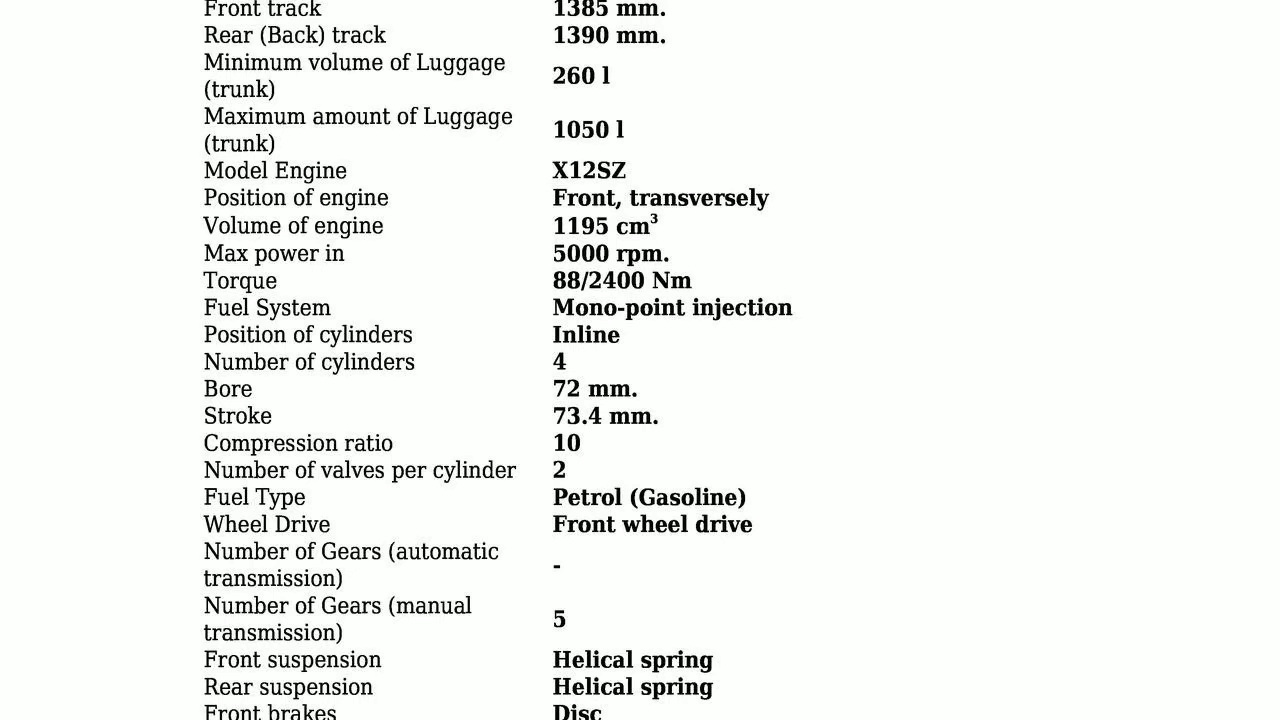 Front track 1385 mm.
Rear (Back) track 1390 mm.
Minimum volume of Luggage
(trunk)
260 l
Maximum amount of Luggage
(trunk)
1050 l
Model Engine X12SZ
Position of engine Front, transversely
Volume of engine 1195 cm³
Max power in 5000 rpm.
Torque 88/2400 Nm
Fuel System Mono-point injection
Position of cylinders Inline
Number of cylinders 4
Bore 72 mm.
Stroke 73.4 mm.
Compression ratio 10
Number of valves per cylinder 2
Fuel Type Petrol (Gasoline)
Wheel Drive Front wheel drive
Number of Gears (automatic
transmission)
-
Number of Gears (manual
transmission)
5
Front suspension Helical spring
Rear suspension Helical spring
Front brakes Disc